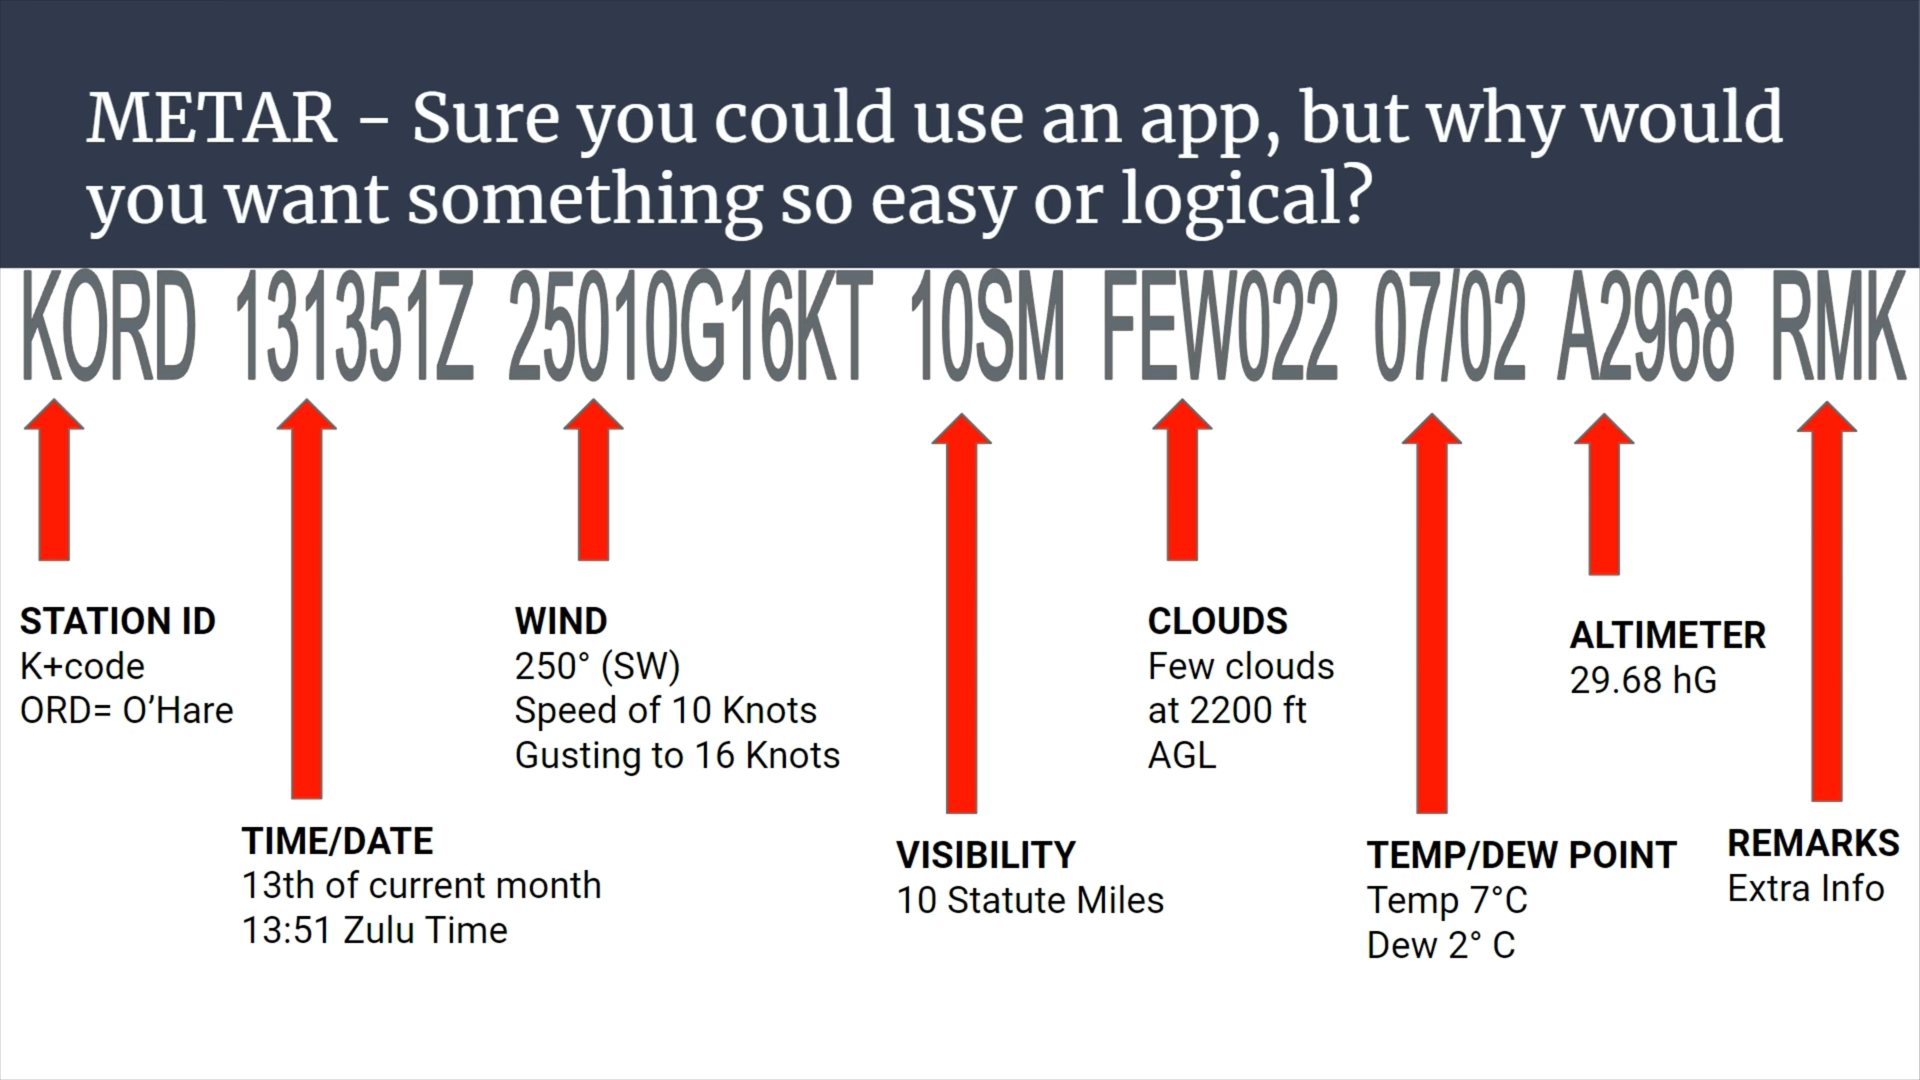 METAR - Sure you could use an app, but why would
you want something so easy or logical?
KORD 131351Z 25010G16KT 10SM FEW022 07/02 A2968 RMK
STATION ID
K+code
ORD= O’Hare
TIME/DATE
13th of current month
13:51 Zulu Time
WIND
250° (SW)
Speed of 10 Knots
Gusting to 16 Knots
VISIBILITY
10 Statute Miles
CLOUDS
Few clouds
at 2200 ft
AGL
TEMP/DEW POINT
Temp 7°C
Dew 2° C
ALTIMETER
29.68 hG
REMARKS
Extra Info